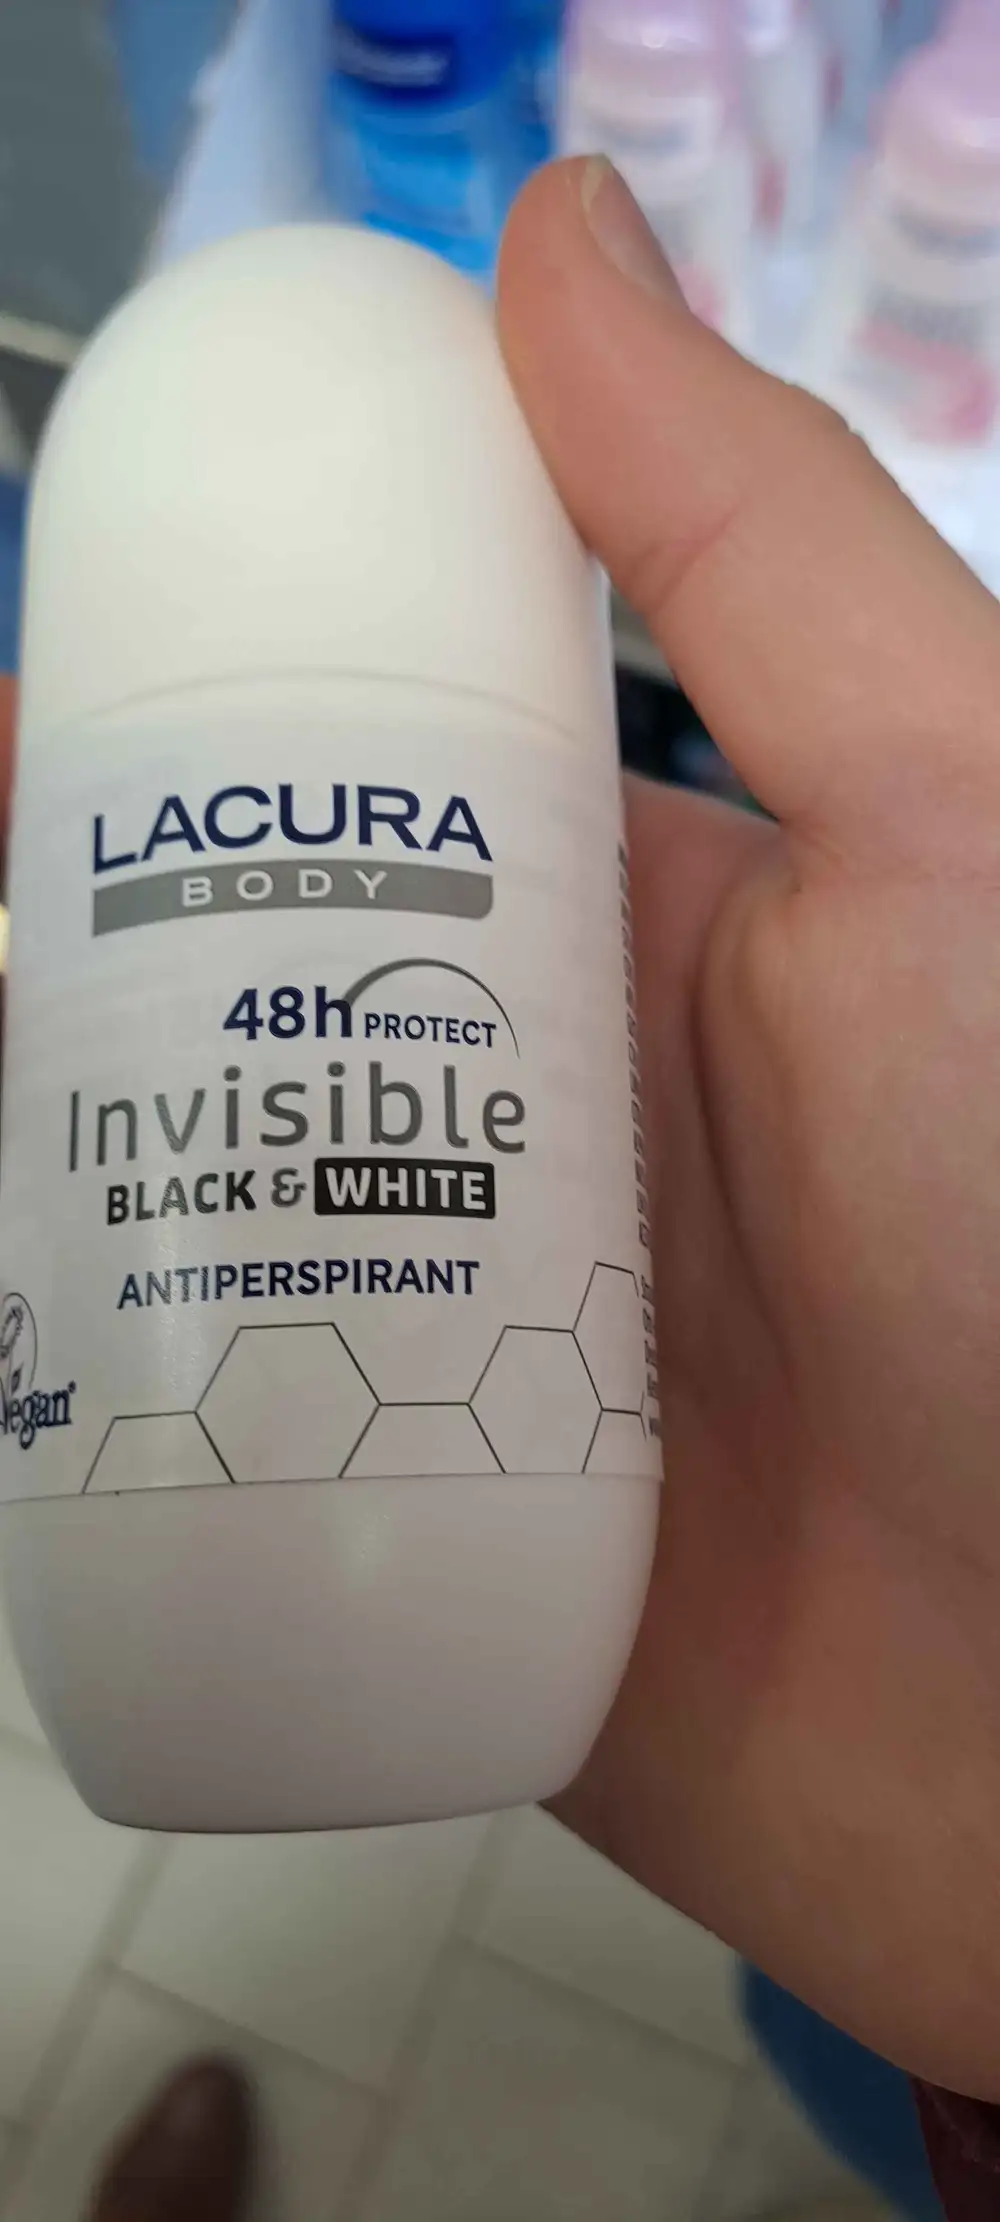 LACURA
BODY
48h PROTECT
Invisible
BLACK & WHITE
ANTIPERSPIRANT
Vegan